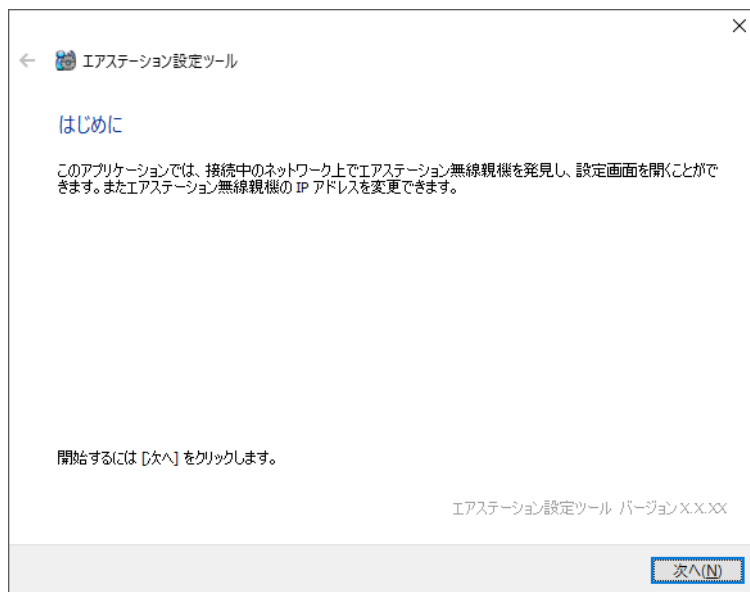 エアステーション設定ツール
はじめに
このアプリケーションでは、接続中のネットワーク上でエアステーション無線親機を発見し、設定画面を開くことがで
きます。またエアステーション無線親機の IP アドレスを変更できます。
開始するには [次へ] をクリックします。
エアステーション設定ツール バージョン X.X.XX
次へ(N)